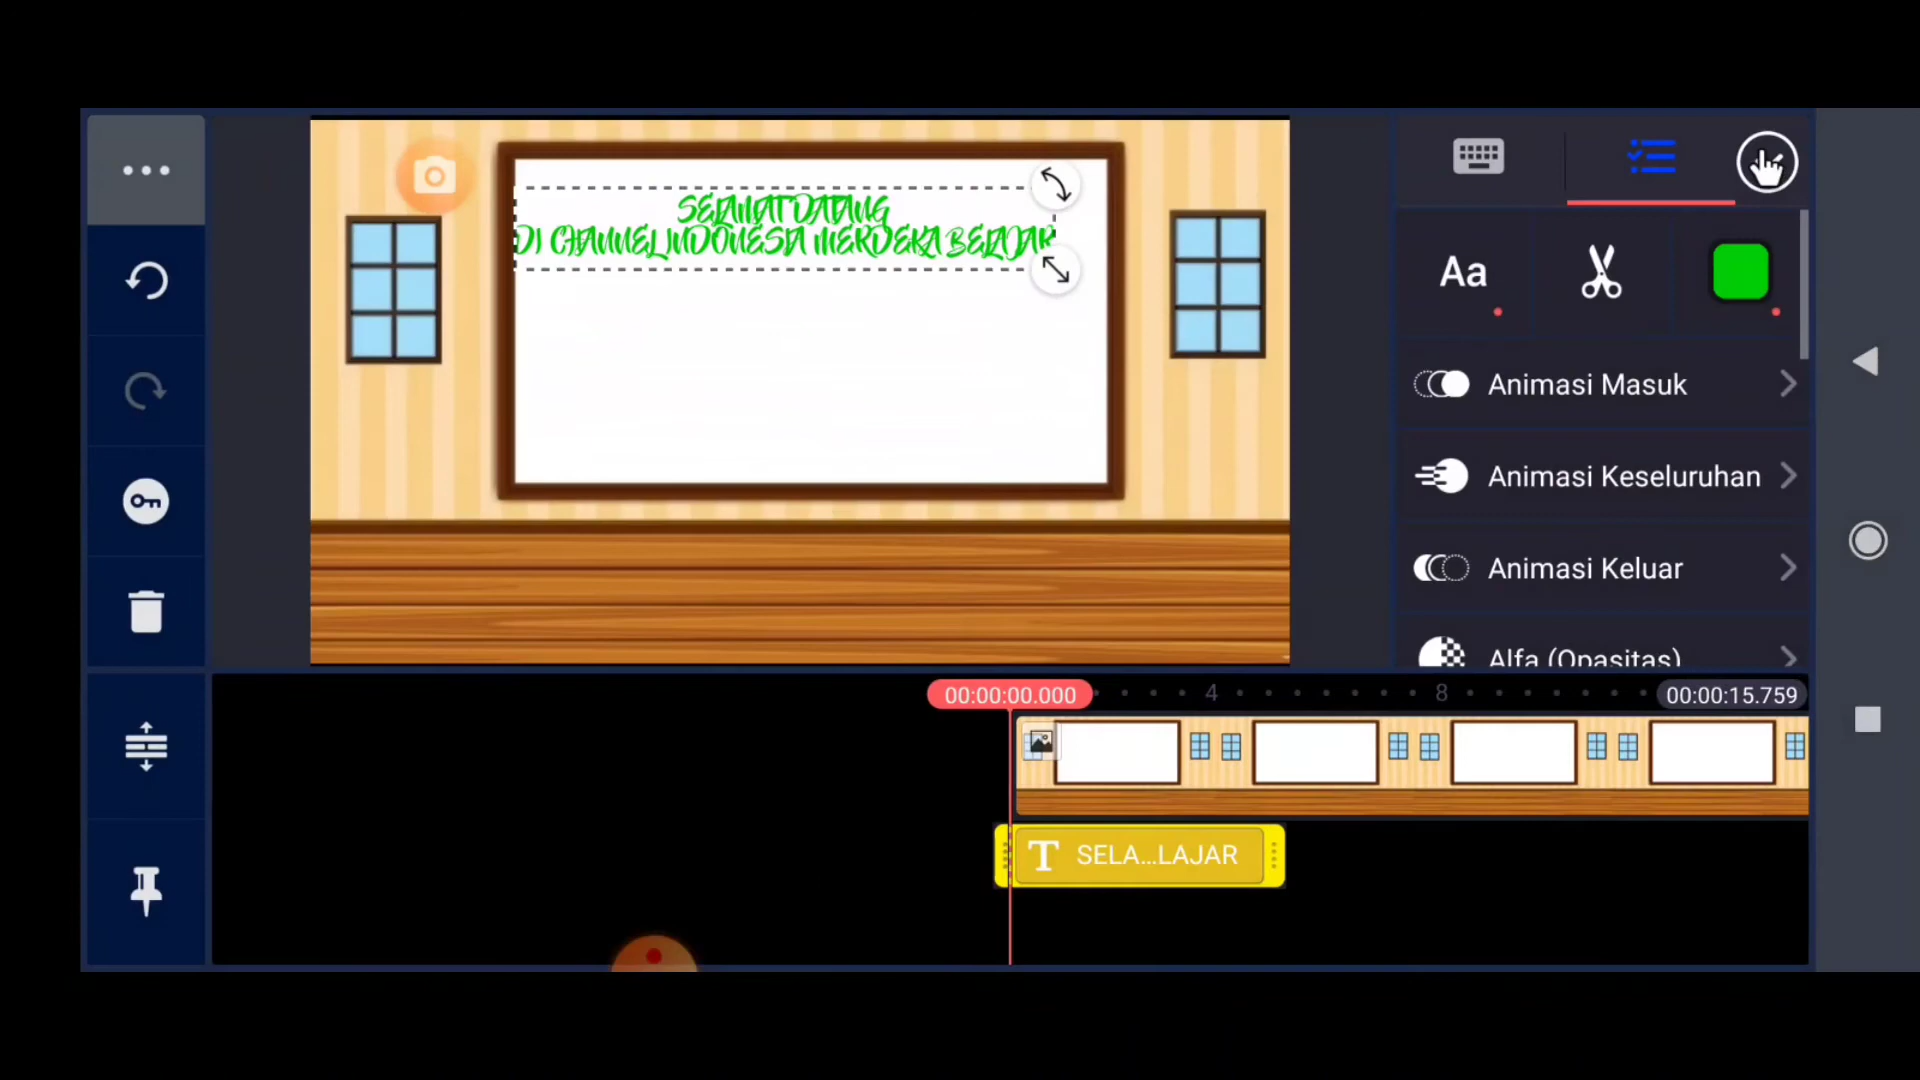 SELAMAT DATANG
DI CHANNEL INDONESIA MERDEKA BELAJAR
Aa
Animasi Masuk
Animasi Keseluruhan
Animasi Keluar
Alfa (Opasitas)
00:00:00.000
4
8
00:00:15.759
T SELA...LAJAR